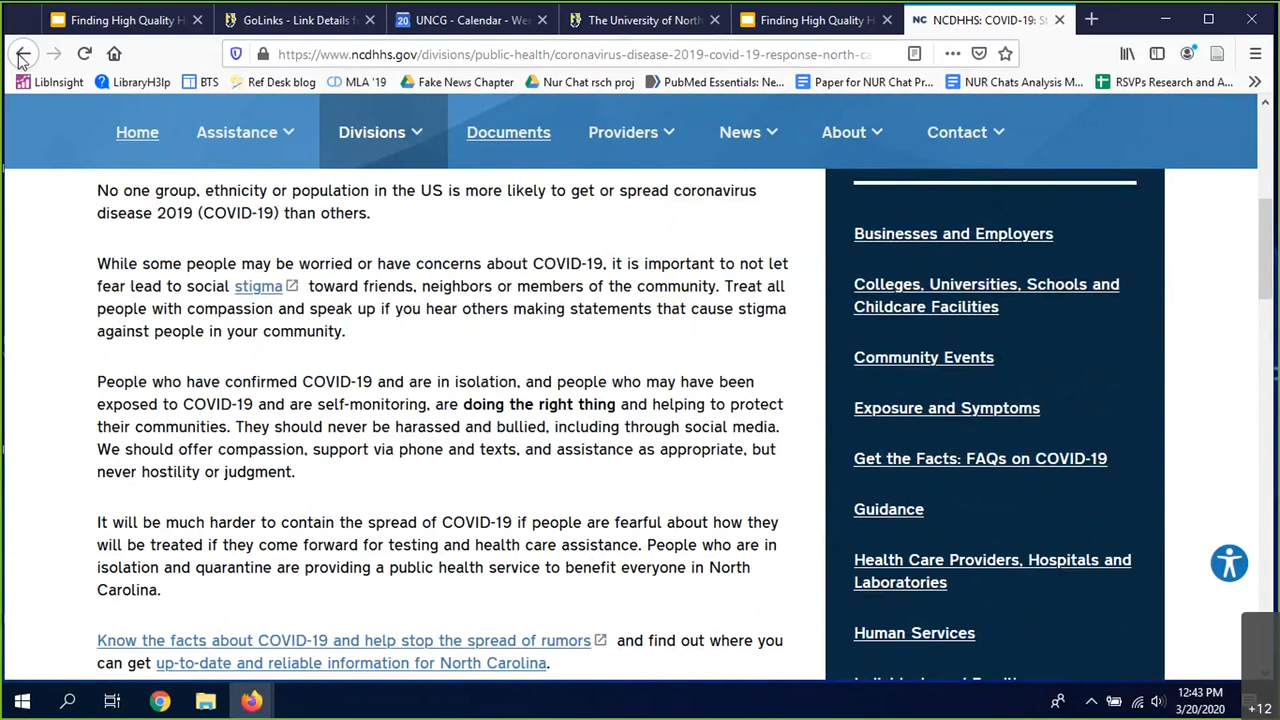 Finding High Quality H
GoLinks - Link Details f
20 UNCG - Calendar - We
The University of North
Finding High Quality H
NC NCDHHS: COVID-19: S
https://www.ncdhhs.gov/divisions/public-health/coronavirus-disease-2019-covid-19-response-north-ca
LibInsight
LibraryH3lp
BTS
Ref Desk Blog
MLA '19
Fake News Chapter
Nur Chat rsch proj
PubMed Essentials: Ne...
Paper for NUR Chat Pr...
NUR Chats Analysis M...
RSVPs Research and A...
Home Assistance Divisions Documents Providers News About Contact
No one group, ethnicity or population in the US is more likely to get or spread coronavirus
disease 2019 (COVID-19) than others.
While some people may be worried or have concerns about COVID-19, it is important to not let
fear lead to social stigma toward friends, neighbors or members of the community. Treat all
people with compassion and speak up if you hear others making statements that cause stigma
against people in your community.
People who have confirmed COVID-19 and are in isolation, and people who may have been
exposed to COVID-19 and are self-monitoring, are doing the right thing and helping to protect
their communities. They should never be harassed and bullied, including through social media.
We should offer compassion, support via phone and texts, and assistance as appropriate, but
never hostility or judgment.
It will be much harder to contain the spread of COVID-19 if people are fearful about how they
will be treated if they come forward for testing and health care assistance. People who are in
isolation and quarantine are providing a public health service to benefit everyone in North
Carolina.
Know the facts about COVID-19 and help stop the spread of rumors and find out where you
can get up-to-date and reliable information for North Carolina.
Businesses and Employers
Colleges, Universities, Schools and
Childcare Facilities
Community Events
Exposure and Symptoms
Get the Facts: FAQs on COVID-19
Guidance
Health Care Providers, Hospitals and
Laboratories
Human Services
12:43 PM
3/20/2020
+12